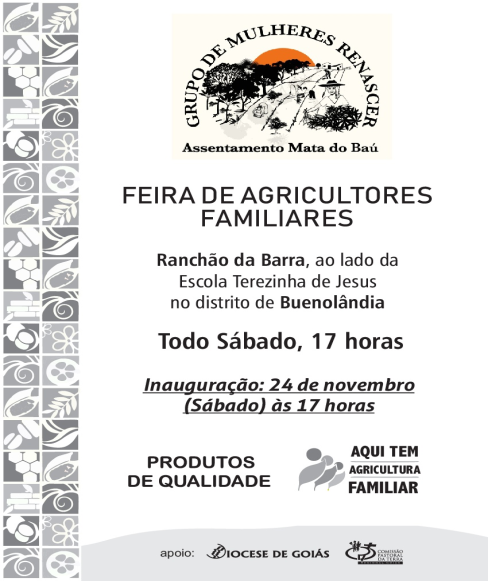 GRUPO DE MULHERES RENASCER
Assentamento Mata do Baú
FEIRA DE AGRICULTORES
FAMILIARES
Ranchão da Barra, ao lado da
Escola Terezinha de Jesus
no distrito de Buenolândia
Todo Sábado, 17 horas
Inauguração: 24 de novembro
(Sábado) às 17 horas
PRODUTOS
DE QUALIDADE
AQUI TEM
AGRICULTURA
FAMILIAR
apoio:
DIOCESE DE GOIÁS
COMISSÃO
PASTORAL
DA TERRA